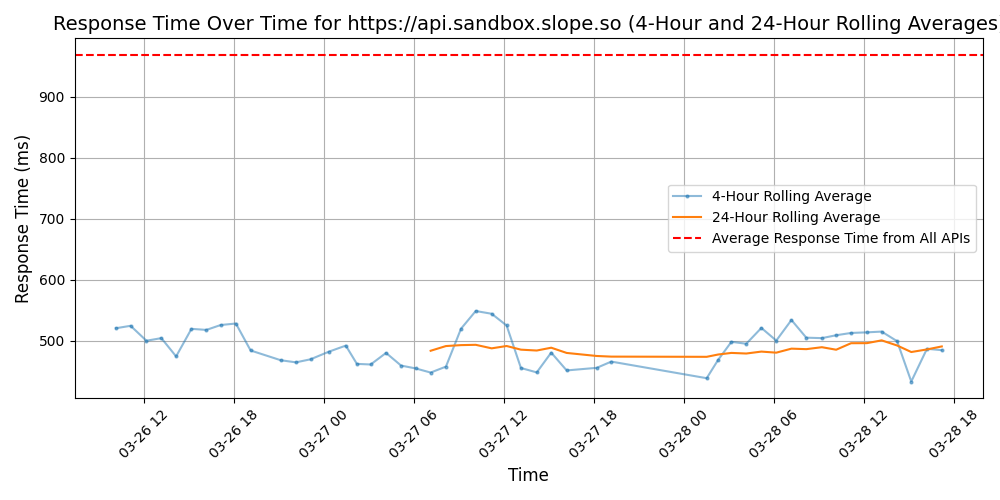 Response Time Over Time for https://api.sandbox.slope.so (4-Hour and 24-Hour Rolling Averages
Response Time (ms)
900
800
700
600
500
4-Hour Rolling Average
24-Hour Rolling Average
Average Response Time from All APIs
03-26 12
03-26 18
03-27 00
03-27 06
03-27 12
03-27 18
03-28 00
03-28 06
03-28 12
03-28 18
Time